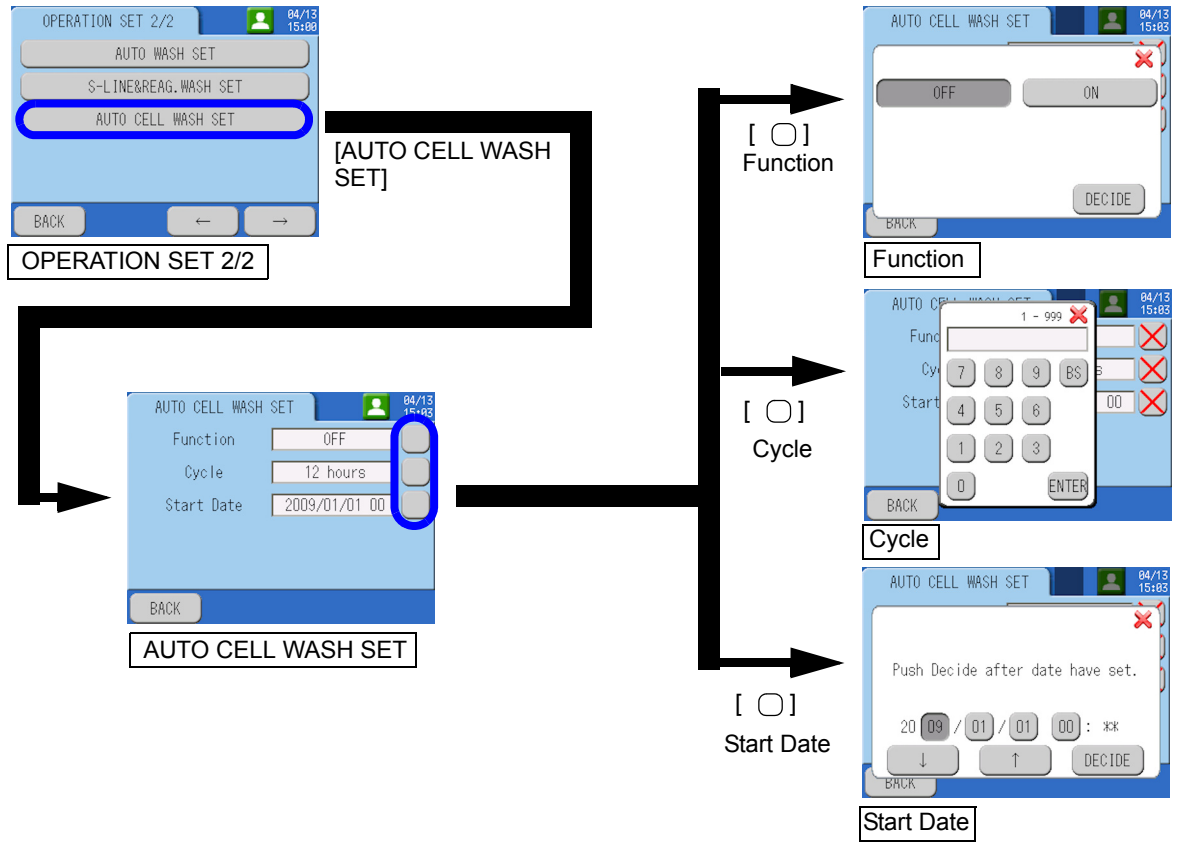 OPERATION SET 2/2
04/13
15:00
AUTO WASH SET
S-LINE&REAG.WASH SET
AUTO CELL WASH SET
BACK
←
→
OPERATION SET 2/2
[AUTO CELL WASH
SET]
AUTO CELL WASH SET
04/13
15:03
Function
OFF
Cycle
12 hours
Start Date
2009/01/01 00
BACK
AUTO CELL WASH SET
[ ]
Function
[ ]
Cycle
[ ]
Start Date
AUTO CELL WASH SET
04/13
15:03
OFF
ON
DECIDE
BACK
Function
AUTO
04/13
15:03
1 - 999
Func
7 8 9 BS
Cy
s
Start
4 5 6
00
1 2 3
0 ENTER
BACK
Cycle
AUTO CELL WASH SET
04/13
15:03
Push Decide after date have set.
20 09 / 01 / 01 00 : **
↓
↑
DECIDE
BACK
Start Date